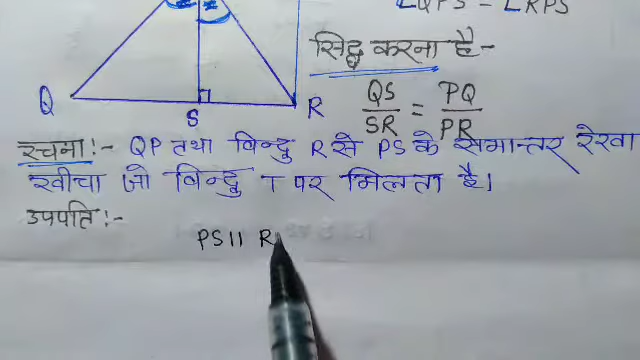 ∠QPS = ∠RPS
सिद्ध करना है-
Q
S
R
QS/SR = PQ/PR
रचना:- QP तथा विन्दु R से PS के समान्तर रेखा
खींचा जो विन्दु T पर मिलता है।
उपपति:-
PS|| R